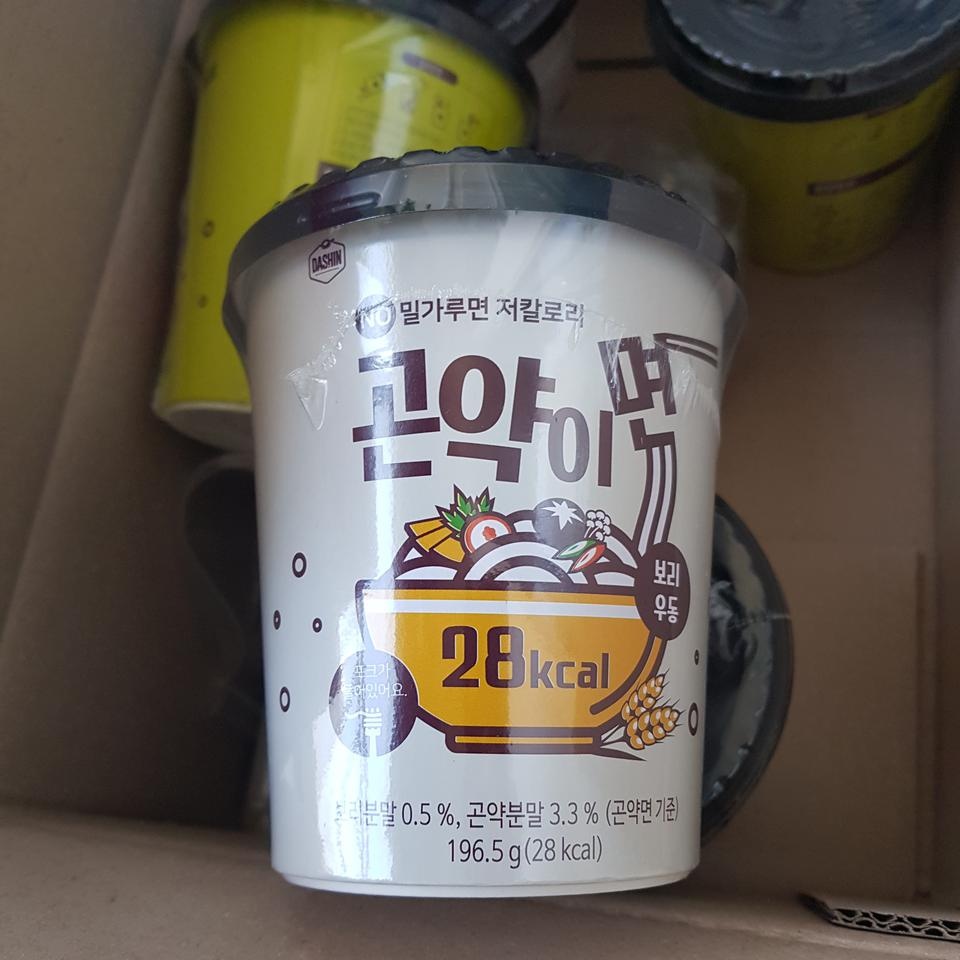 DASHIN
NO 밀가루면 저칼로리
곤약이면
보리
우동
28kcal
포크가
들어있어요.
보리분말 0.5 %, 곤약분말 3.3 % (곤약면 기준)
196.5 g (28 kcal)